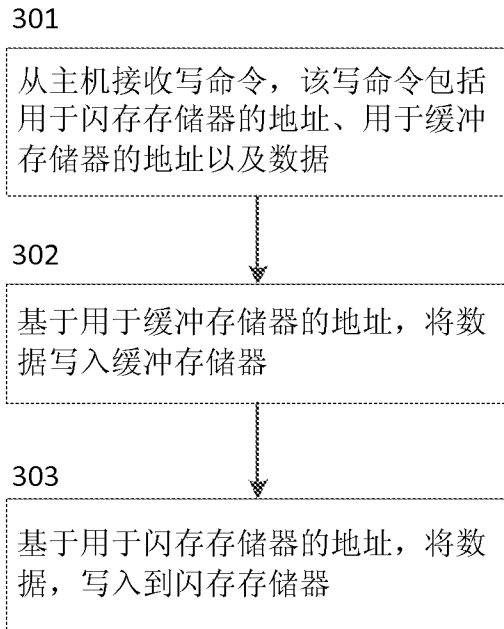 301
从主机接收写命令，该写命令包括
用于闪存存储器的地址、用于缓冲
存储器的地址以及数据
302
基于用于缓冲存储器的地址，将数
据写入缓冲存储器
303
基于用于闪存存储器的地址，将数
据，写入到闪存存储器